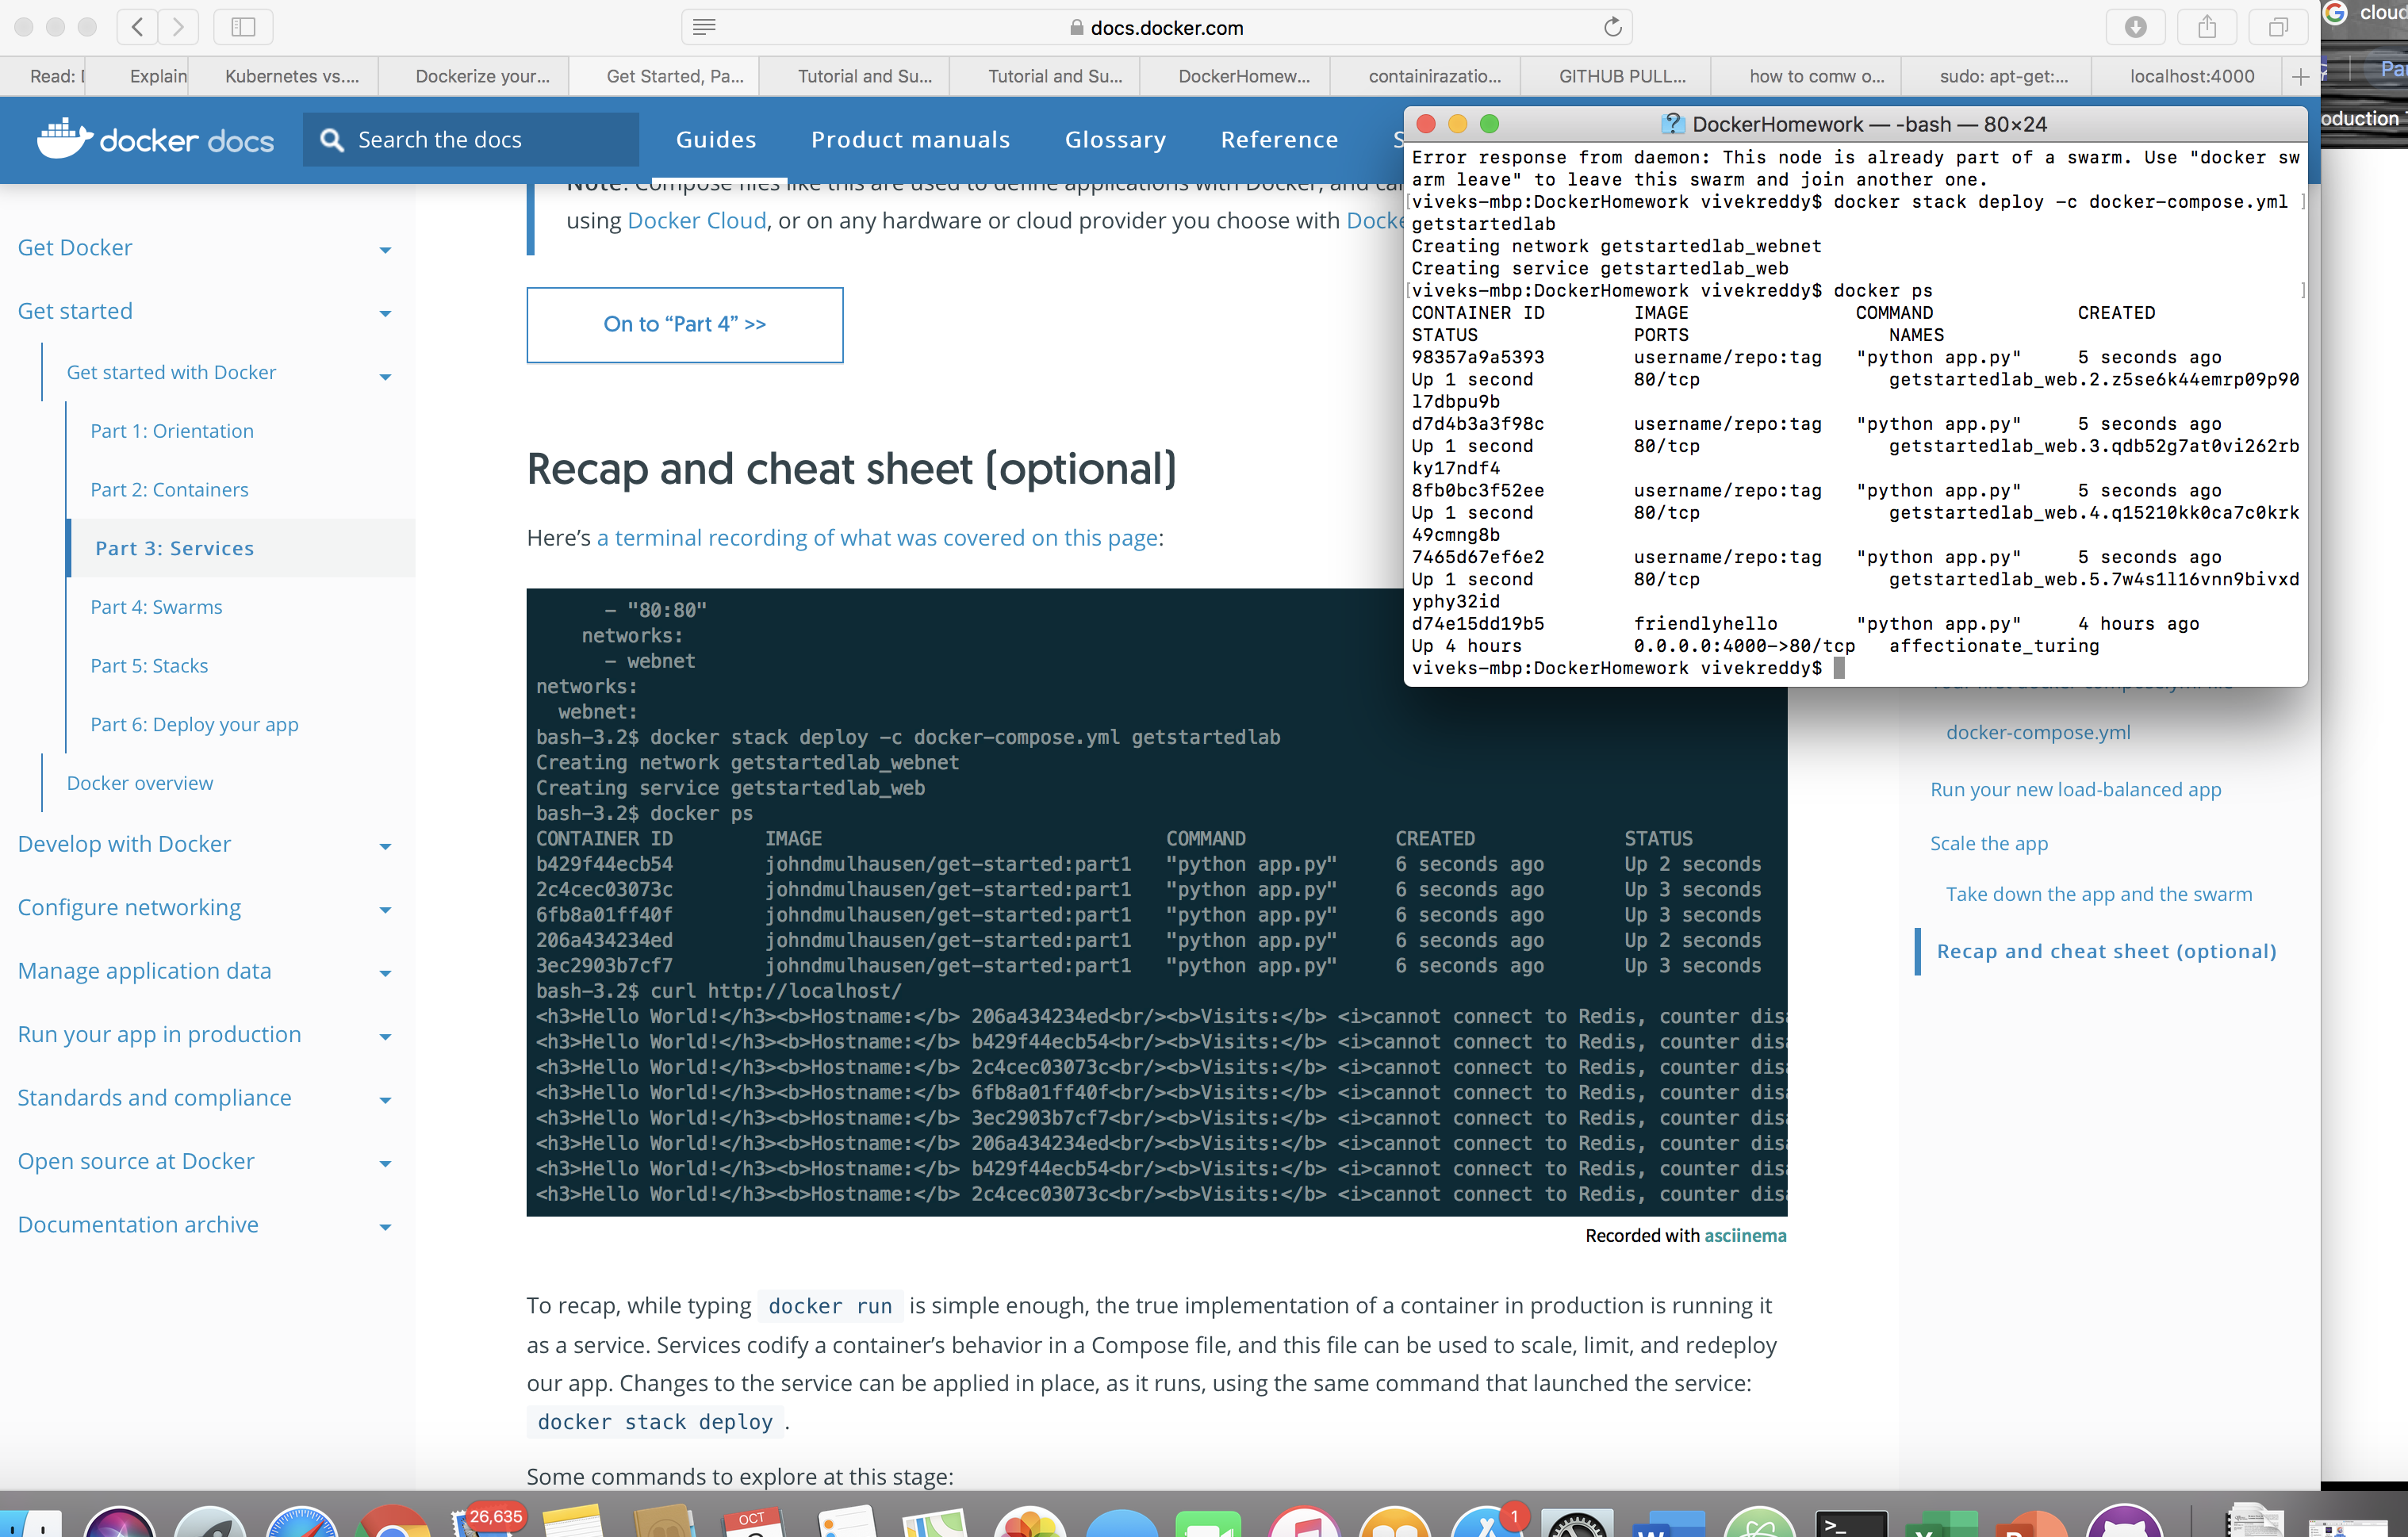 docs.docker.com
cloud
Read: I
Explain
Kubernetes vs....
Dockerize your...
Get Started, Pa...
Tutorial and Su...
Tutorial and Su...
DockerHomew...
containirazatio...
GITHUB PULL...
how to comw o...
sudo: apt-get:...
localhost:4000
oduction
docker docs
Search the docs
Guides
Product manuals
Glossary
Reference
S
Get Docker
Get started
Get started with Docker
Part 1: Orientation
Part 2: Containers
Part 3: Services
Part 4: Swarms
Part 5: Stacks
Part 6: Deploy your app
Docker overview
Develop with Docker
Configure networking
Manage application data
Run your app in production
Standards and compliance
Open source at Docker
Documentation archive
Note: Compose files like this are used to define applications with Docker, and ca
using Docker Cloud, or on any hardware or cloud provider you choose with Docke
On to “Part 4” >>
Recap and cheat sheet (optional)
Here’s a terminal recording of what was covered on this page:
- "80:80"
networks:
- webnet
networks:
webnet:
bash-3.2$ docker stack deploy -c docker-compose.yml getstartedlab
Creating network getstartedlab_webnet
Creating service getstartedlab_web
bash-3.2$ docker ps
CONTAINER ID IMAGE COMMAND CREATED STATUS
b429f44ecb54 johndmulhausen/get-started:part1 "python app.py" 6 seconds ago Up 2 seconds
2c4cec03073c johndmulhausen/get-started:part1 "python app.py" 6 seconds ago Up 3 seconds
6fb8a01ff40f johndmulhausen/get-started:part1 "python app.py" 6 seconds ago Up 3 seconds
206a434234ed johndmulhausen/get-started:part1 "python app.py" 6 seconds ago Up 2 seconds
3ec2903b7cf7 johndmulhausen/get-started:part1 "python app.py" 6 seconds ago Up 3 seconds
bash-3.2$ curl http://localhost/
<h3>Hello World!</h3><b>Hostname:</b> 206a434234ed<br/><b>Visits:</b> <i>cannot connect to Redis, counter disa
<h3>Hello World!</h3><b>Hostname:</b> b429f44ecb54<br/><b>Visits:</b> <i>cannot connect to Redis, counter disa
<h3>Hello World!</h3><b>Hostname:</b> 2c4cec03073c<br/><b>Visits:</b> <i>cannot connect to Redis, counter disa
<h3>Hello World!</h3><b>Hostname:</b> 6fb8a01ff40f<br/><b>Visits:</b> <i>cannot connect to Redis, counter disa
<h3>Hello World!</h3><b>Hostname:</b> 3ec2903b7cf7<br/><b>Visits:</b> <i>cannot connect to Redis, counter disa
<h3>Hello World!</h3><b>Hostname:</b> 206a434234ed<br/><b>Visits:</b> <i>cannot connect to Redis, counter disa
<h3>Hello World!</h3><b>Hostname:</b> b429f44ecb54<br/><b>Visits:</b> <i>cannot connect to Redis, counter disa
<h3>Hello World!</h3><b>Hostname:</b> 2c4cec03073c<br/><b>Visits:</b> <i>cannot connect to Redis, counter disa
Recorded with asciinema
To recap, while typing docker run is simple enough, the true implementation of a container in production is running it
as a service. Services codify a container’s behavior in a Compose file, and this file can be used to scale, limit, and redeploy
our app. Changes to the service can be applied in place, as it runs, using the same command that launched the service:
docker stack deploy .
Some commands to explore at this stage:
DockerHomework — -bash — 80×24
Error response from daemon: This node is already part of a swarm. Use "docker sw
arm leave" to leave this swarm and join another one.
[viveks-mbp:DockerHomework vivekreddy$ docker stack deploy -c docker-compose.yml ]
getstartedlab
Creating network getstartedlab_webnet
Creating service getstartedlab_web
[viveks-mbp:DockerHomework vivekreddy$ docker ps ]
CONTAINER ID IMAGE COMMAND CREATED
STATUS PORTS NAMES
98357a9a5393 username/repo:tag "python app.py" 5 seconds ago
Up 1 second 80/tcp getstartedlab_web.2.z5se6k44emrp09p90
l7dbpu9b
d7d4b3a3f98c username/repo:tag "python app.py" 5 seconds ago
Up 1 second 80/tcp getstartedlab_web.3.qdb52g7at0vi262rb
ky17ndf4
8fb0bc3f52ee username/repo:tag "python app.py" 5 seconds ago
Up 1 second 80/tcp getstartedlab_web.4.q15210kk0ca7c0krk
49cmng8b
7465d67ef6e2 username/repo:tag "python app.py" 5 seconds ago
Up 1 second 80/tcp getstartedlab_web.5.7w4s1l16vnn9bivxd
yphy32id
d74e15dd19b5 friendlyhello "python app.py" 4 hours ago
Up 4 hours 0.0.0.0:4000->80/tcp affectionate_turing
viveks-mbp:DockerHomework vivekreddy$
docker-compose.yml
Run your new load-balanced app
Scale the app
Take down the app and the swarm
Recap and cheat sheet (optional)
26,635
OCT
1